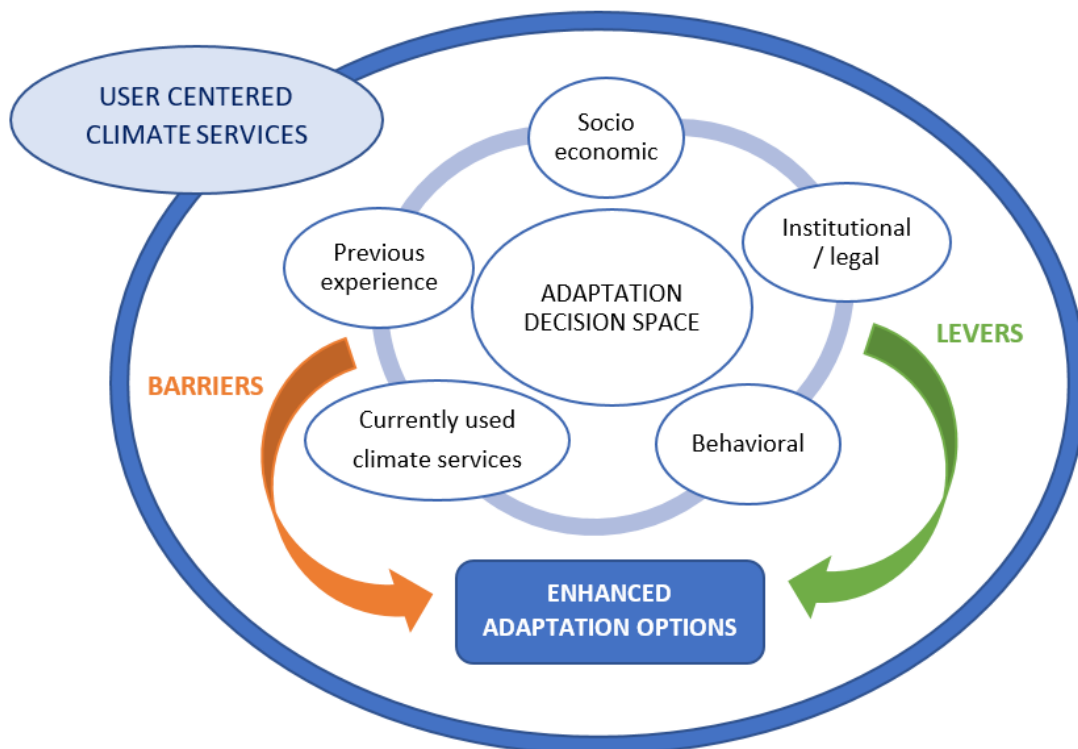 USER CENTERED
CLIMATE SERVICES
Socio
economic
Previous
experience
Institutional
/ legal
ADAPTATION
DECISION SPACE
BARRIERS
LEVERS
Currently used
climate services
Behavioral
ENHANCED
ADAPTATION OPTIONS